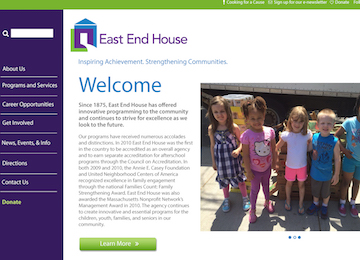 Cooking for a Cause Sign up for our e-newsletter Donate Foll
East End House
Inspiring Achievement. Strengthening Communities.
About Us
Programs and Services
Career Opportunities
Get Involved
News, Events, & Info
Directions
Contact Us
Donate
Welcome
Since 1875, East End House has offered
innovative programming to the community
and continues to strive for excellence as we
look to the future.
Our programs have received numerous accolades
and distinctions. In 2010 East End House was the first
in the country to be accredited as an overall agency
and to earn separate accreditation for afterschool
programs through the Council on Accreditation. In
both 2009 and 2010, the Annie E. Casey Foundation
and United Neighborhood Centers of America
recognized excellence in family engagement
through the national Families Count: Family
Strengthening Award. East End House was also
awarded the Massachusetts Nonprofit Network's
Management Award in 2010. The agency continues
to create innovative and essential programs for the
children, youth, families, and seniors in our
community.
Learn More »